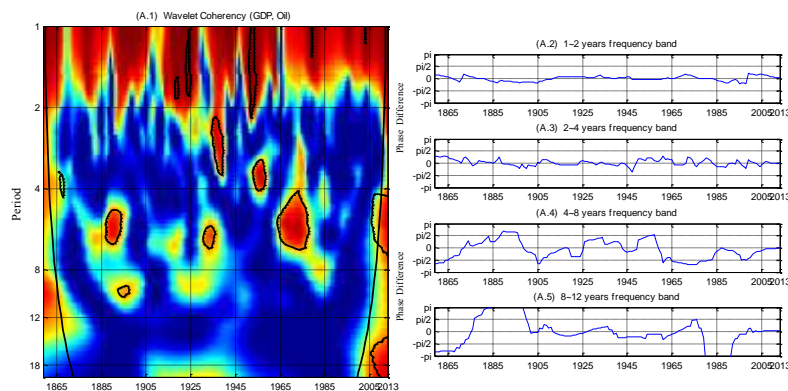 (A.1) Wavelet Coherency (GDP, Oil)
Period
1
2
4
8
12
18
1865 1885 1905 1925 1945 1965 1985 2005 2013
(A.2) 1~2 years frequency band
Phase Difference
pi
pi/2
0
-pi/2
-pi
1865 1885 1905 1925 1945 1965 1985 2005 2013
(A.3) 2~4 years frequency band
pi
pi/2
0
-pi/2
-pi
1865 1885 1905 1925 1945 1965 1985 2005 2013
(A.4) 4~8 years frequency band
Phase Difference
pi
pi/2
0
-pi/2
-pi
1865 1885 1905 1925 1945 1965 1985 2005 2013
(A.5) 8~12 years frequency band
pi
pi/2
0
-pi/2
-pi
1865 1885 1905 1925 1945 1965 1985 2005 2013